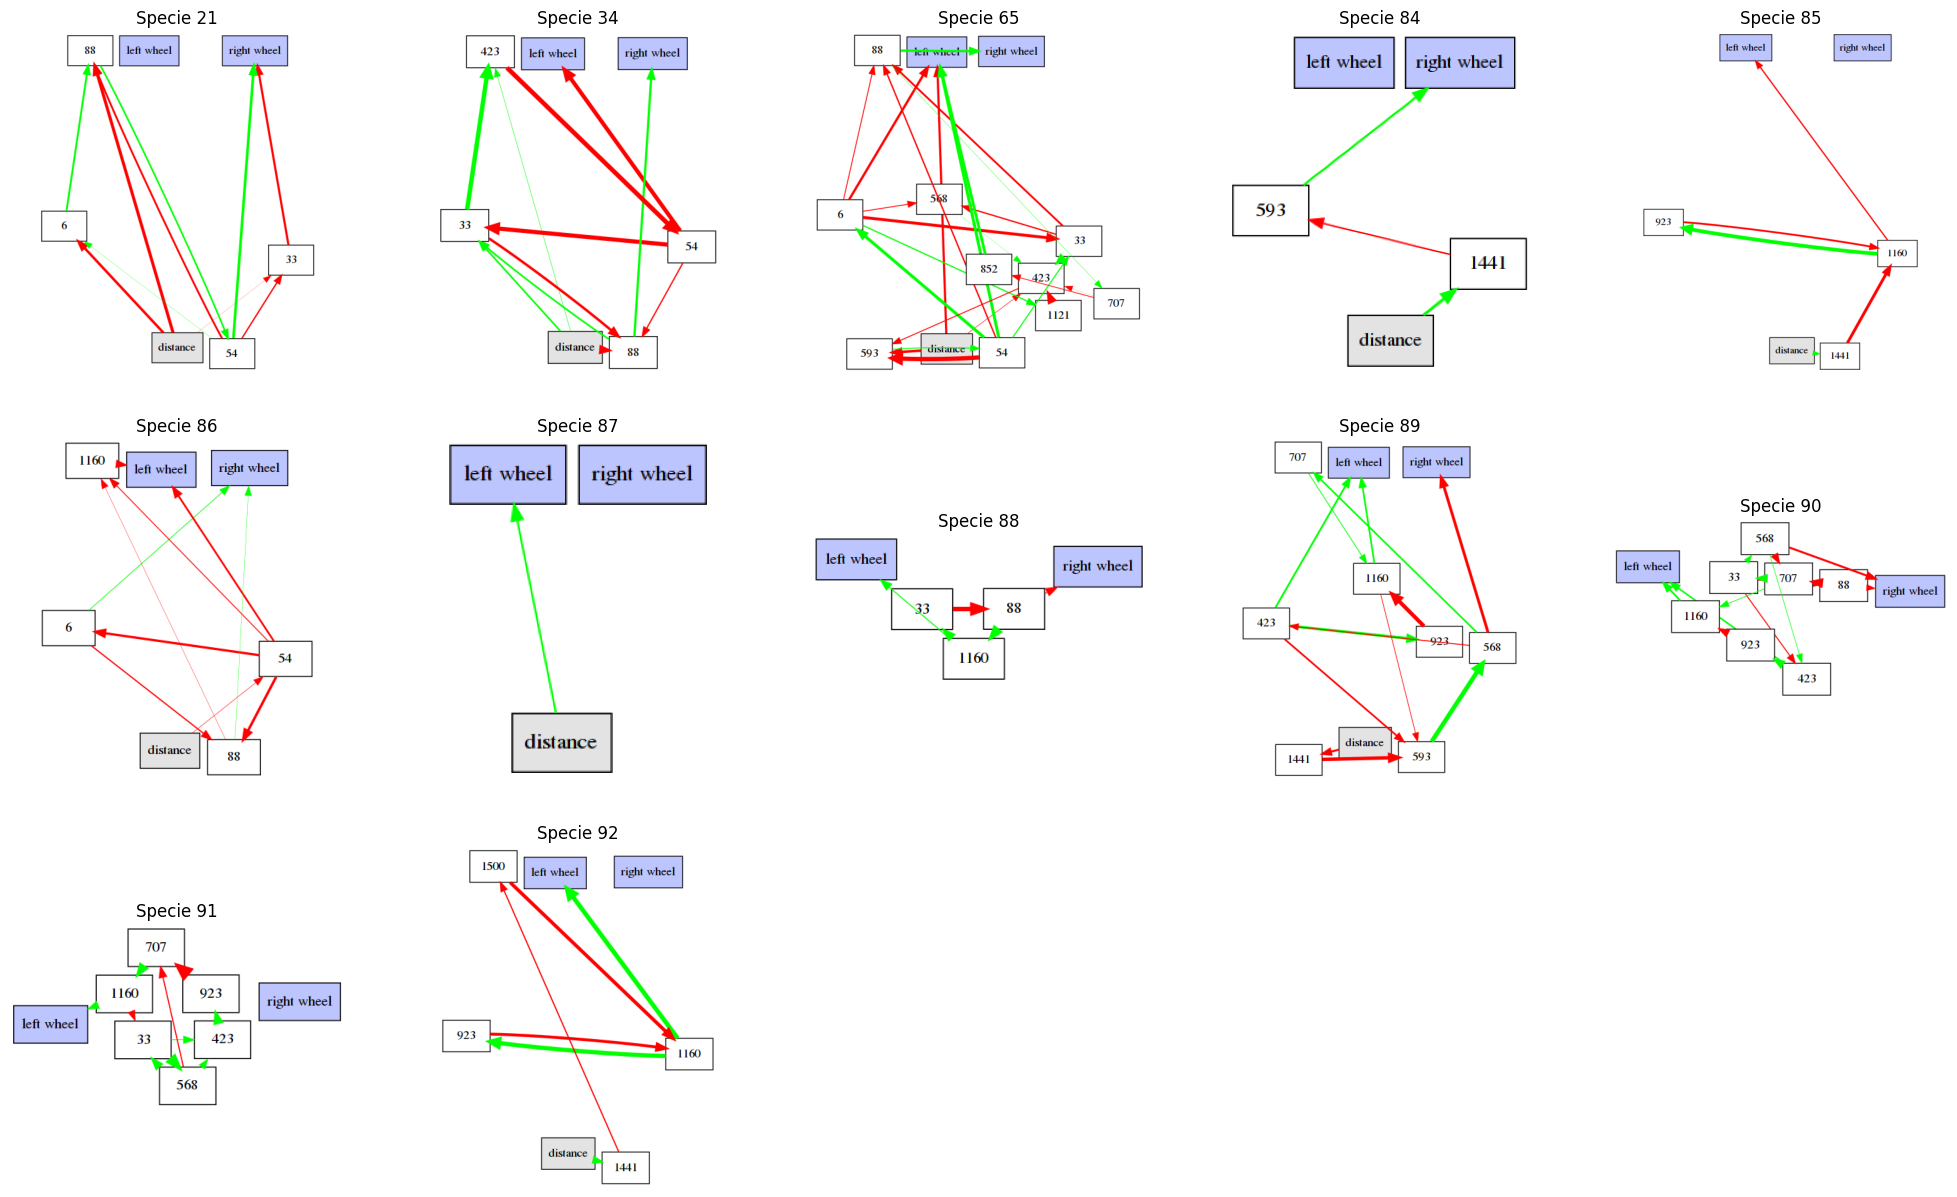 Specie 21
88
left wheel
right wheel
6
33
distance
54
Specie 34
423
left wheel
right wheel
33
54
distance
88
Specie 65
88
left wheel
right wheel
568
6
33
852
423
707
1121
593
distance
54
Specie 84
left wheel
right wheel
593
1441
distance
Specie 85
left wheel
right wheel
923
1160
distance
1441
Specie 86
1160
left wheel
right wheel
6
54
distance
88
Specie 87
left wheel
right wheel
distance
Specie 88
left wheel
right wheel
33
88
1160
Specie 89
707
left wheel
right wheel
1160
423
923
568
distance
1441
593
Specie 90
568
left wheel
33
707
88
right wheel
1160
923
423
Specie 91
707
1160
923
right wheel
left wheel
33
423
568
Specie 92
1500
left wheel
right wheel
923
1160
distance
1441